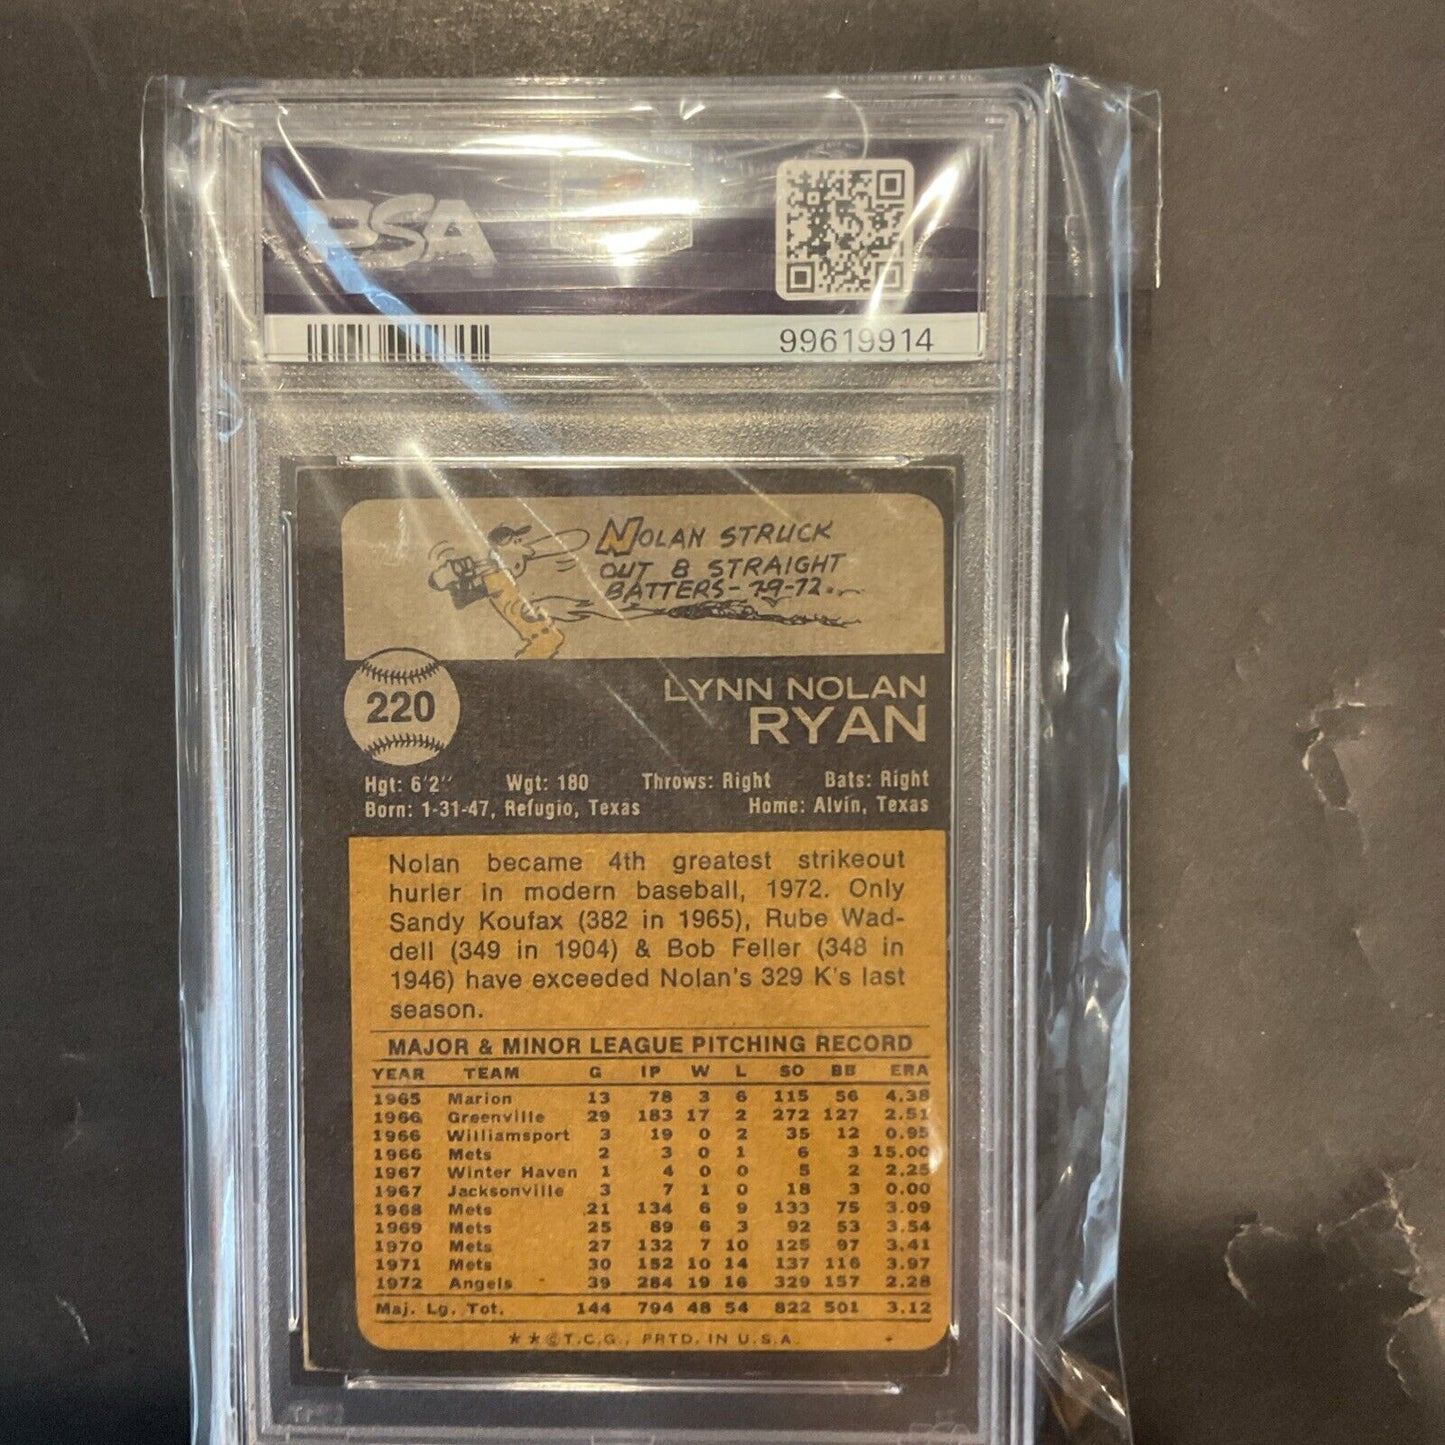 PSA
99619914
NOLAN STRUCK
OUT 8 STRAIGHT
BATTERS-7-9-72...
220
LYNN NOLAN
RYAN
Hgt: 6'2'' Wgt: 180 Throws: Right Bats: Right
Born: 1-31-47, Refugio, Texas Home: Alvin, Texas
Nolan became 4th greatest strikeout
hurler in modern baseball, 1972. Only
Sandy Koufax (382 in 1965), Rube Wad-
dell (349 in 1904) & Bob Feller (348 in
1946) have exceeded Nolan's 329 K's last
season.
MAJOR & MINOR LEAGUE PITCHING RECORD
YEAR TEAM G IP W L SO BB ERA
1965 Marion 13 78 3 6 115 56 4.38
1966 Greenville 29 183 17 2 272 127 2.51
1966 Williamsport 3 19 0 2 35 12 0.95
1966 Mets 2 3 0 1 6 3 15.00
1967 Winter Haven 1 4 0 0 5 2 2.25
1967 Jacksonville 3 7 1 0 18 3 0.00
1968 Mets 21 134 6 9 133 75 3.09
1969 Mets 25 89 6 3 92 53 3.54
1970 Mets 27 132 7 10 125 97 3.41
1971 Mets 30 152 10 14 137 116 3.97
1972 Angels 39 284 19 16 329 157 2.28
Maj. Lg. Tot. 144 794 48 54 822 501 3.12
★★©T.C.G., PRTD. IN U.S.A.